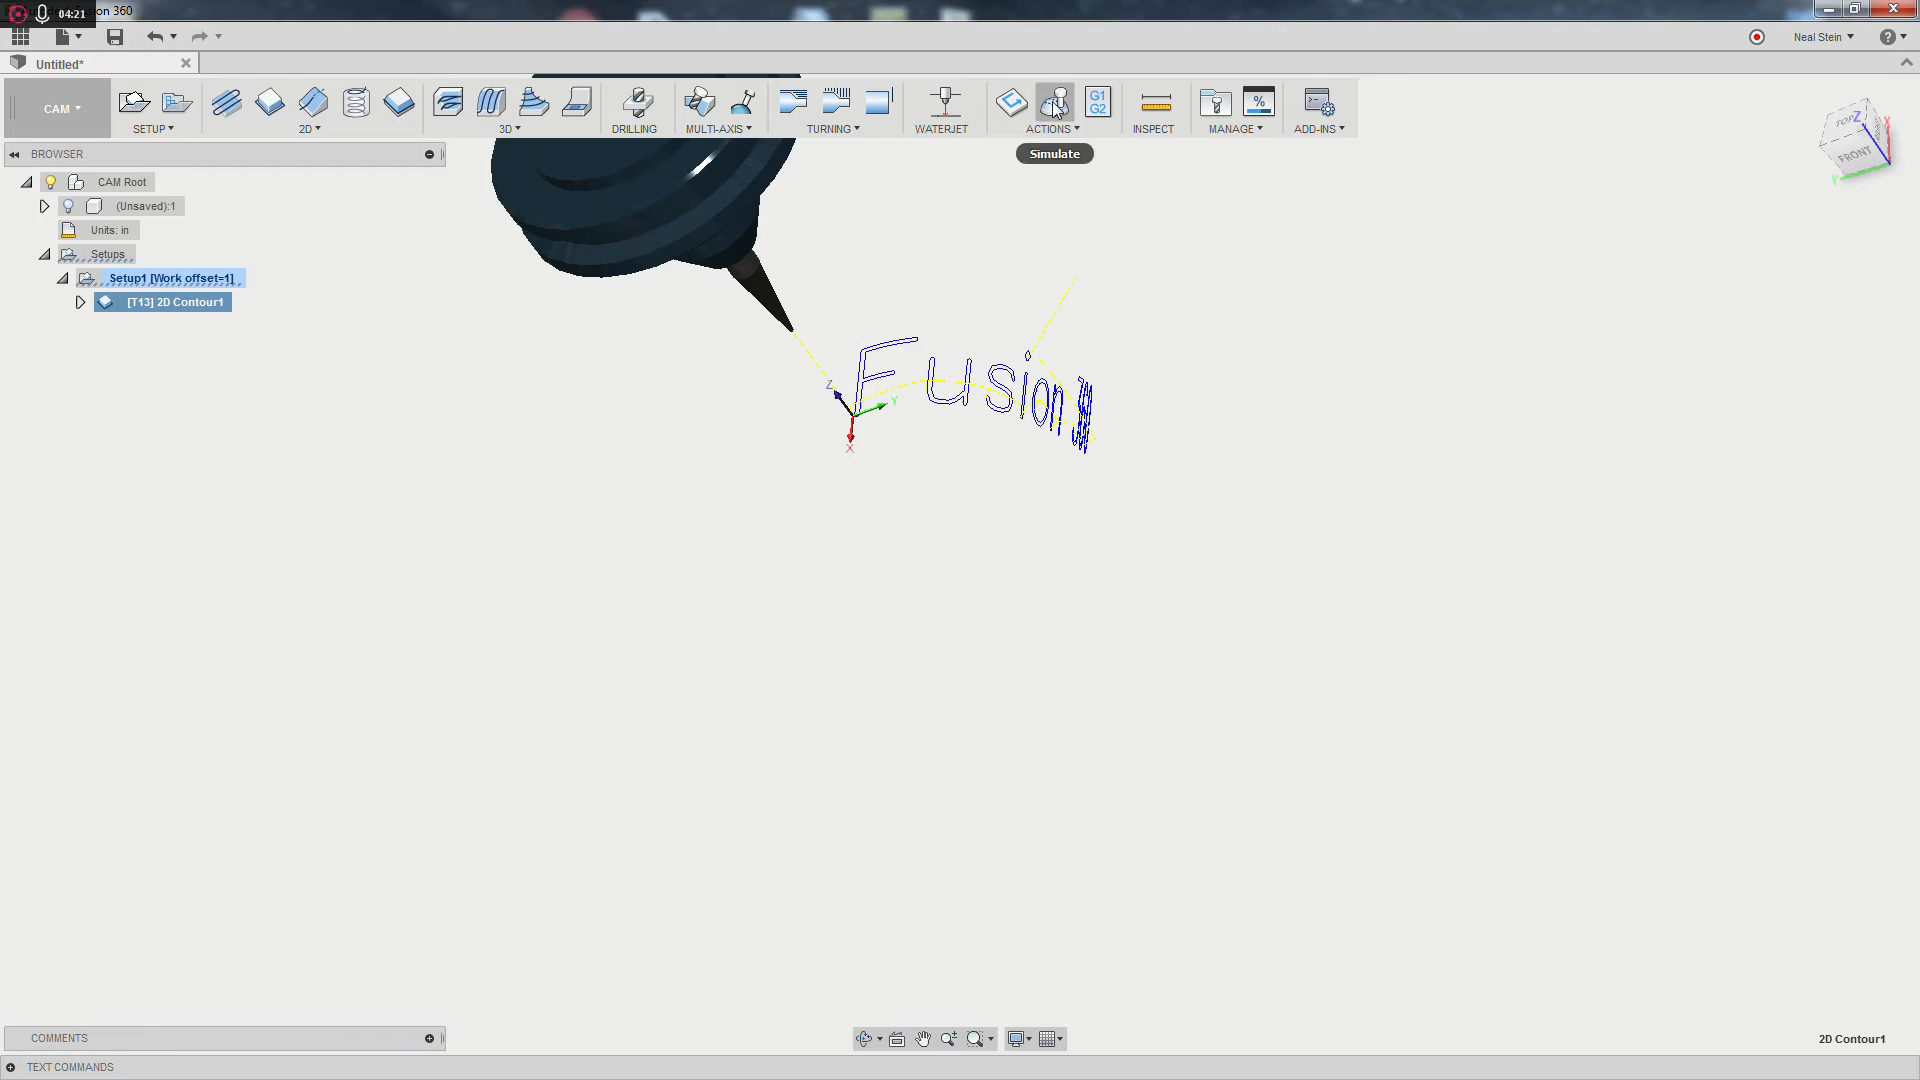 04:21
sion 360
Neal Stein
Untitled*
CAM
SETUP
2D
3D
DRILLING
MULTI-AXIS
TURNING
WATERJET
G1
G2
ACTIONS
INSPECT
%
MANAGE
ADD-INS
Simulate
BROWSER
CAM Root
(Unsaved):1
Units: in
Setups
Setup1 [Work offset=1]
[T13] 2D Contour1
TOP
FRONT
Z
X
Y
Fusion
Z
Y
X
COMMENTS
2D Contour1
TEXT COMMANDS